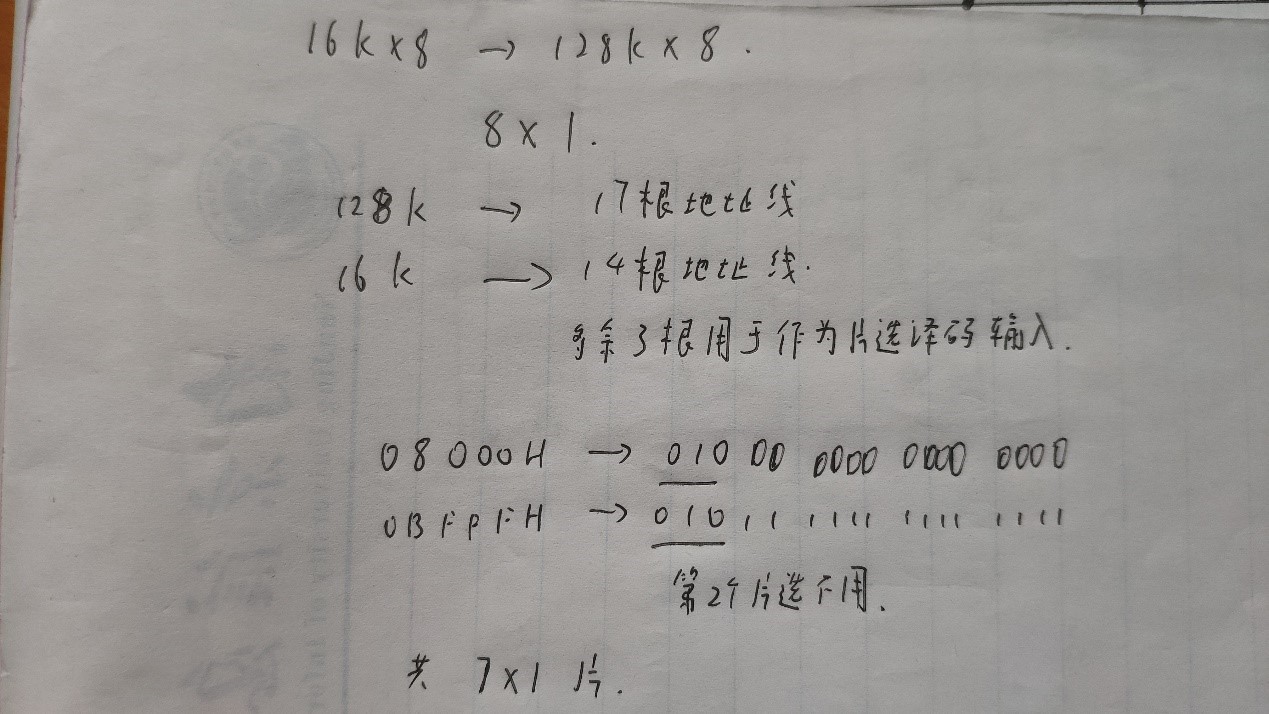 16k×8 → 128k×8.
8×1.
128k → 17根地址线
16k → 14根地址线.
多余3根用于作为片选译码输入.
08000H → 010 00 0000 0000 0000
0BFFFH → 010 11 1111 1111 1111
第2个片选不用.
共 7×1 片.